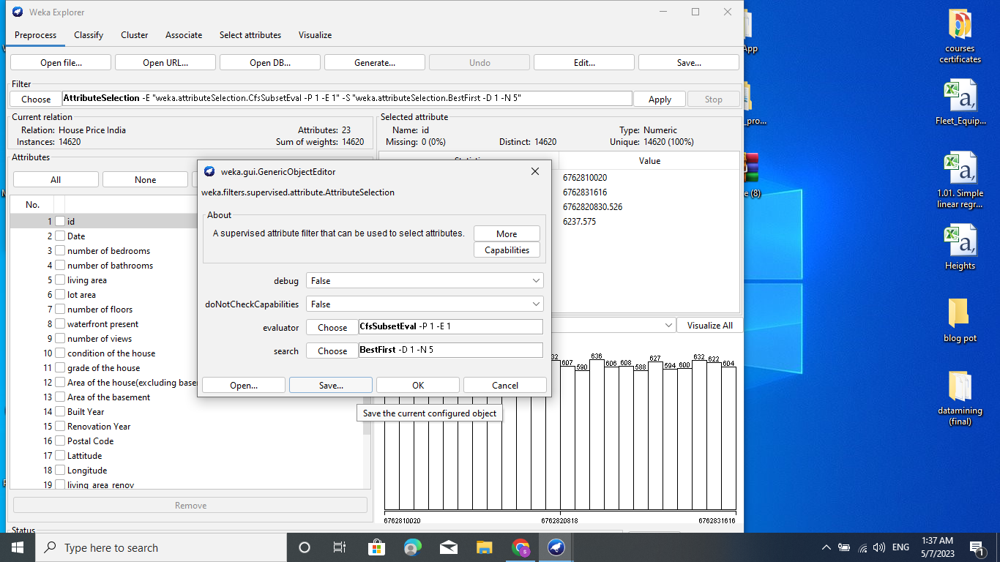 Weka Explorer
Preprocess Classify Cluster Associate Select attributes Visualize
Open file... Open URL... Open DB... Generate... Undo Edit... Save...
Filter
Choose AttributeSelection -E "weka.attributeSelection.CfsSubsetEval -P 1 -E 1" -S "weka.attributeSelection.BestFirst -D 1 -N 5" Apply Stop
Current relation
Relation: House Price India Attributes: 23
Instances: 14620 Sum of weights: 14620
Selected attribute
Name: id Type: Numeric
Missing: 0 (0%) Distinct: 14620 Unique: 14620 (100%)
Value
6762810020
6762831616
6762820830.526
6237.575
Attributes
All None
No.
1 id
2 Date
3 number of bedrooms
4 number of bathrooms
5 living area
6 lot area
7 number of floors
8 waterfront present
9 number of views
10 condition of the house
11 grade of the house
12 Area of the house(excluding base
13 Area of the basement
14 Built Year
15 Renovation Year
16 Postal Code
17 Lattitude
18 Longitude
19 living_area_renov
Remove
Status
weka.gui.GenericObjectEditor
weka.filters.supervised.attribute.AttributeSelection
About
A supervised attribute filter that can be used to select attributes.
More
Capabilities
debug False
doNotCheckCapabilities False
evaluator Choose CfsSubsetEval -P 1 -E 1
search Choose BestFirst -D 1 -N 5
Open... Save... OK Cancel
Save the current configured object
Visualize All
607 590 636 606 608 588 627 594 600 632 622 604
6762810020 6762820818 6762831616
courses
certificates
App
Fleet_Equip...
_pro...
1.01. Simple
linear regr...
e (8)
Heights
blog pot
datamining
(final)
Type here to search
ENG
1:37 AM
5/7/2023
1